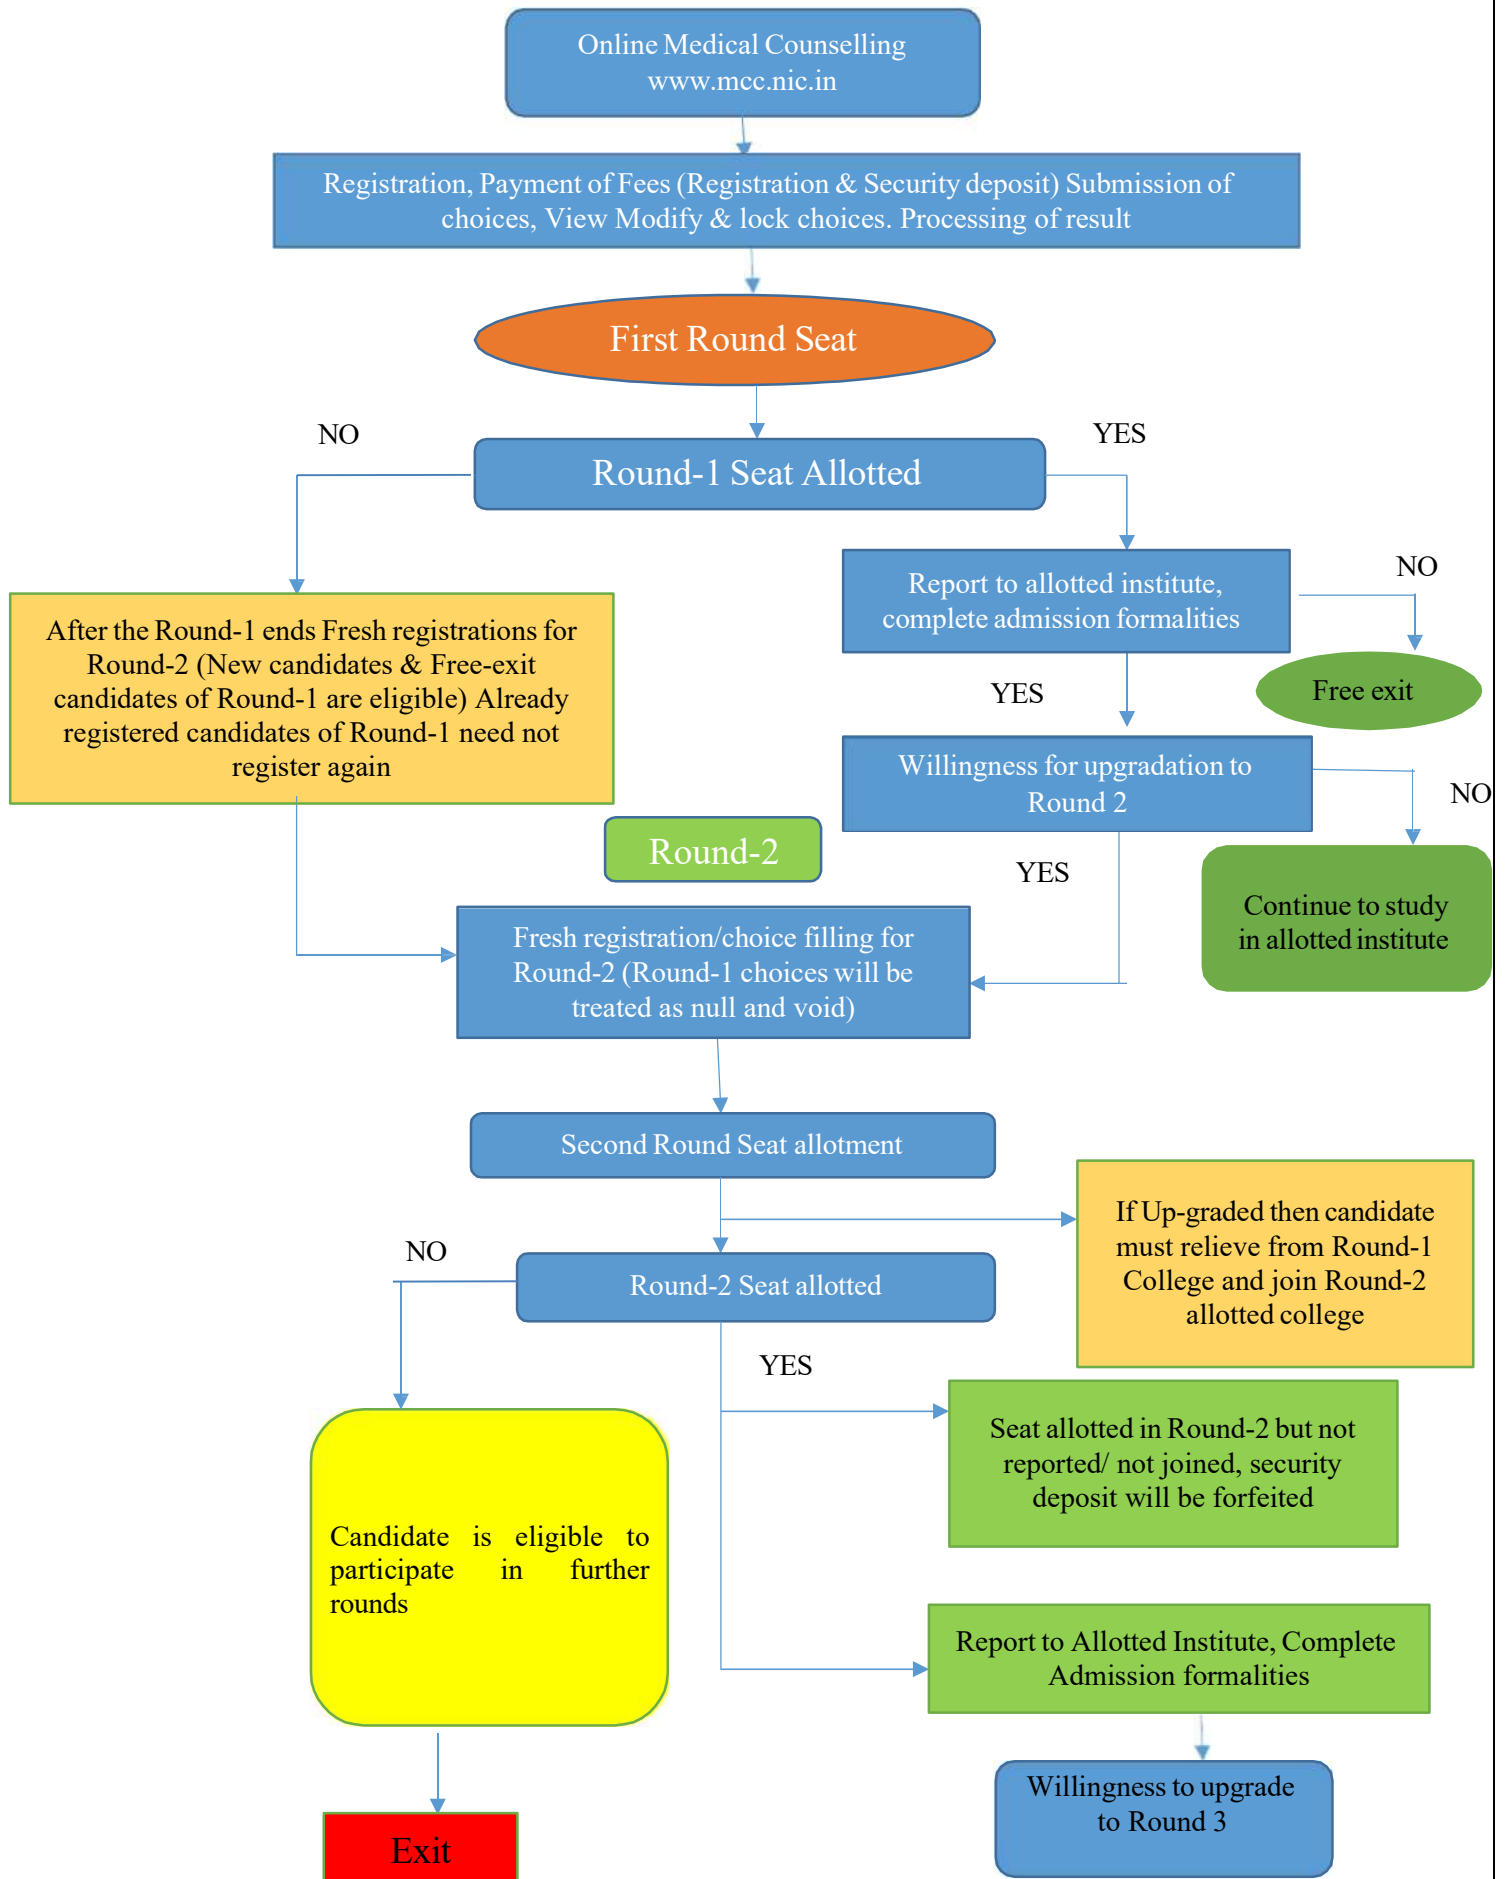 Online Medical Counselling
www.mcc.nic.in
Registration, Payment of Fees (Registration & Security deposit) Submission of
choices, View Modify & lock choices. Processing of result
First Round Seat
NO
YES
Round-1 Seat Allotted
Report to allotted institute,
complete admission formalities
NO
After the Round-1 ends Fresh registrations for
Round-2 (New candidates & Free-exit
candidates of Round-1 are eligible) Already
registered candidates of Round-1 need not
register again
YES
Free exit
Willingness for upgradation to
Round 2
NO
Round-2
YES
Continue to study
in allotted institute
Fresh registration/choice filling for
Round-2 (Round-1 choices will be
treated as null and void)
Second Round Seat allotment
If Up-graded then candidate
must relieve from Round-1
College and join Round-2
allotted college
NO
Round-2 Seat allotted
YES
Seat allotted in Round-2 but not
reported/ not joined, security
deposit will be forfeited
Candidate is eligible to
participate in further
rounds
Report to Allotted Institute, Complete
Admission formalities
Willingness to upgrade
to Round 3
Exit